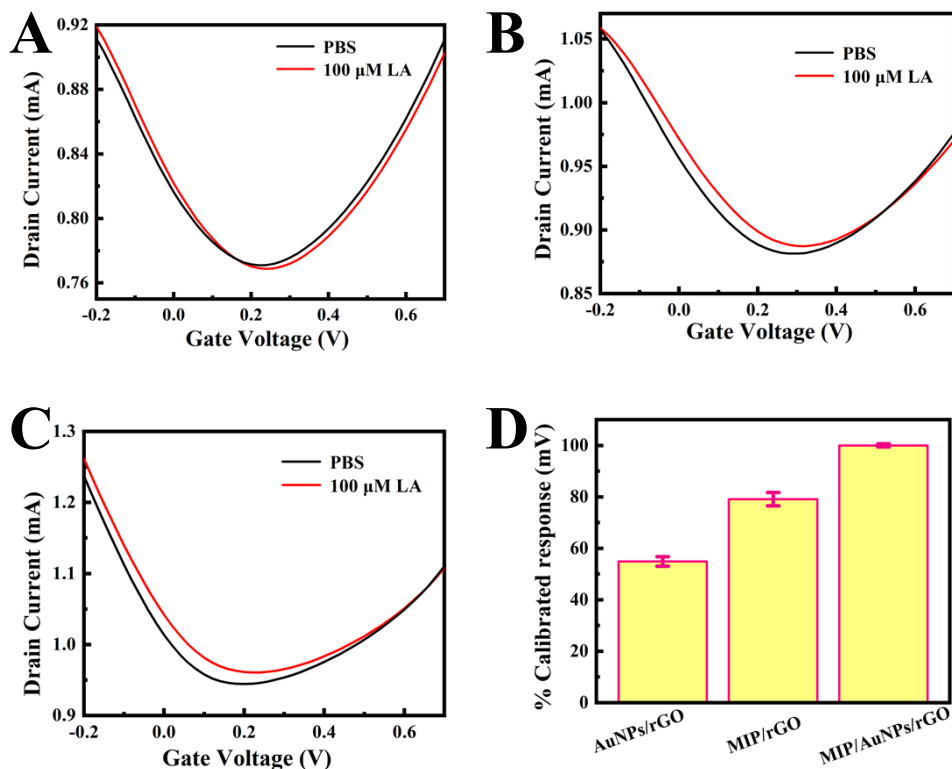 A
0.92
0.88
0.84
0.80
0.76
-0.2
0.0
0.2
0.4
0.6
Drain Current (mA)
Gate Voltage (V)
PBS
100 µM LA
B
1.05
1.00
0.95
0.90
0.85
-0.2
0.0
0.2
0.4
0.6
Drain Current (mA)
Gate Voltage (V)
PBS
100 µM LA
C
1.3
1.2
1.1
1.0
0.9
-0.2
0.0
0.2
0.4
0.6
Drain Current (mA)
Gate Voltage (V)
PBS
100 µM LA
D
100
80
60
40
20
0
% Calibrated response (mV)
AuNPs/rGO
MIP/rGO
MIP/AuNPs/rGO